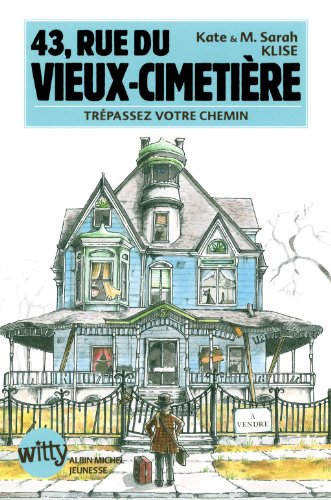 43, RUE DU
Kate & M. Sarah
KLISE
VIEUX-CIMETIÈRE
TRÉPASSEZ VOTRE CHEMIN
À
VENDRE
witty
ALBIN MICHEL
JEUNESSE